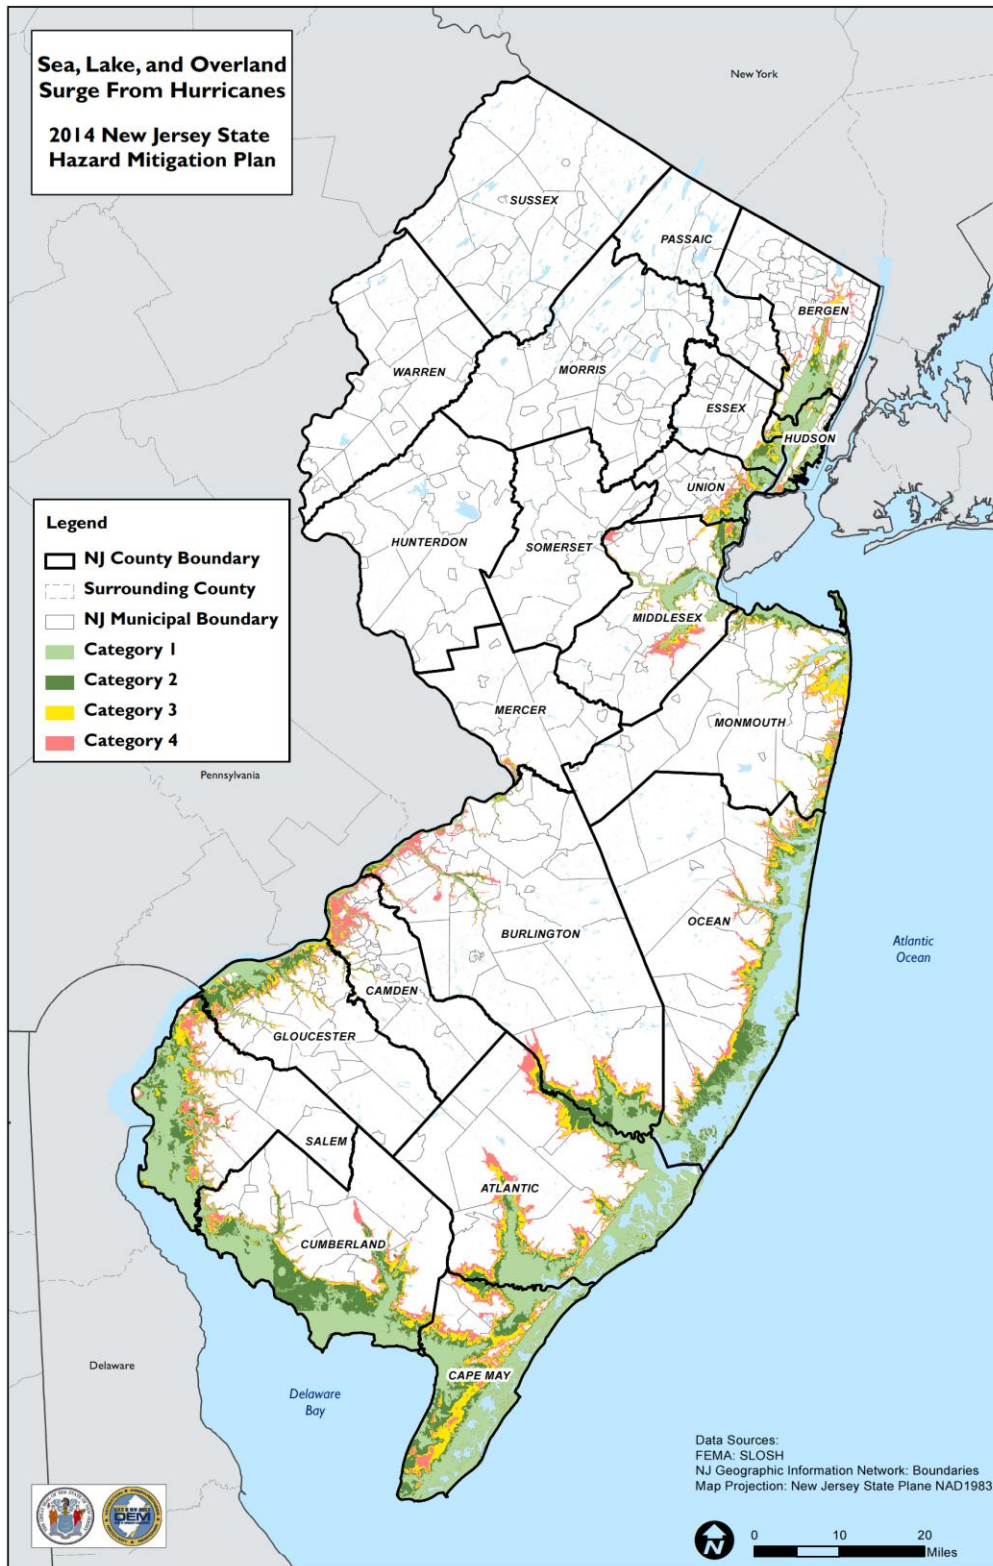 Sea, Lake, and Overland
Surge From Hurricanes
2014 New Jersey State
Hazard Mitigation Plan
New York
SUSSEX
PASSAIC
BERGEN
WARREN
MORRIS
ESSEX
HUDSON
UNION
Legend
NJ County Boundary
Surrounding County
NJ Municipal Boundary
Category 1
Category 2
Category 3
Category 4
HUNTERDON
SOMERSET
MIDDLESEX
MERCER
MONMOUTH
Pennsylvania
OCEAN
BURLINGTON
Atlantic
Ocean
CAMDEN
GLOUCESTER
SALEM
ATLANTIC
CUMBERLAND
Delaware
CAPE MAY
Delaware
Bay
Data Sources:
FEMA: SLOSH
NJ Geographic Information Network: Boundaries
Map Projection: New Jersey State Plane NAD1983
OEM
N
0 10 20
Miles